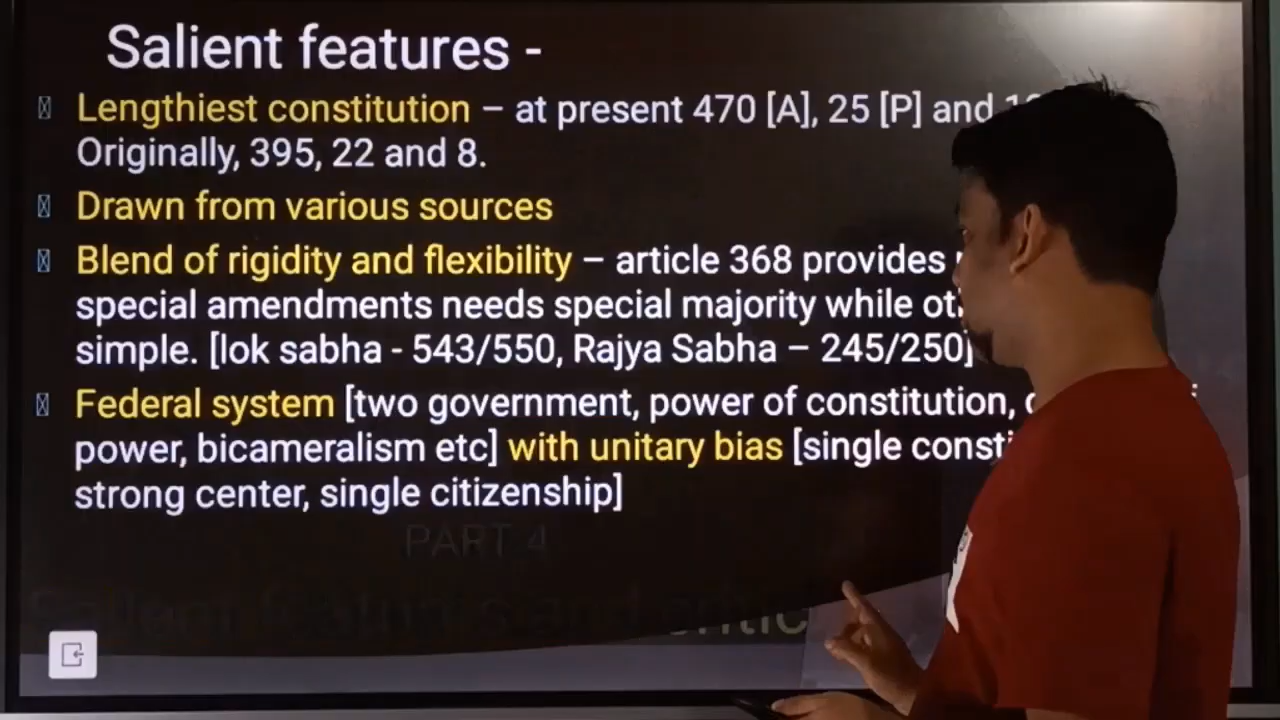 Salient features -
Lengthiest constitution – at present 470 [A], 25 [P] and
Originally, 395, 22 and 8.
Drawn from various sources
Blend of rigidity and flexibility – article 368 provides
special amendments needs special majority while
simple. [lok sabha - 543/550, Rajya Sabha – 245/250]
Federal system [two government, power of constitution,
power, bicameralism etc] with unitary bias [single
strong center, single citizenship]
PART 4
Salient features and